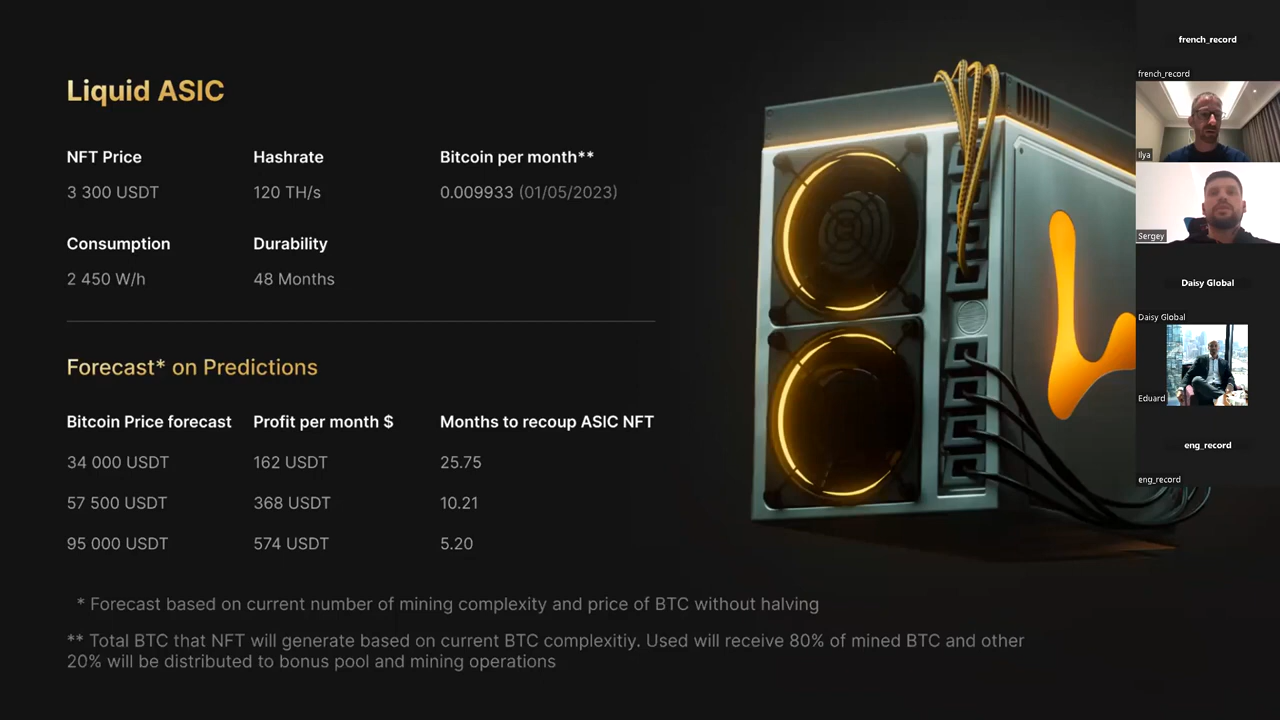 Liquid ASIC
NFT Price
Hashrate
Bitcoin per month**
3 300 USDT
120 TH/s
0.009933 (01/05/2023)
Consumption
Durability
2 450 W/h
48 Months
Forecast* on Predictions
Bitcoin Price forecast
Profit per month $
Months to recoup ASIC NFT
34 000 USDT
162 USDT
25.75
57 500 USDT
368 USDT
10.21
95 000 USDT
574 USDT
5.20
* Forecast based on current number of mining complexity and price of BTC without halving
** Total BTC that NFT will generate based on current BTC complexitiy. Used will receive 80% of mined BTC and other
20% will be distributed to bonus pool and mining operations
french_record
french_record
Ilya
Sergey
Daisy Global
Daisy Global
Eduard
eng_record
eng_record